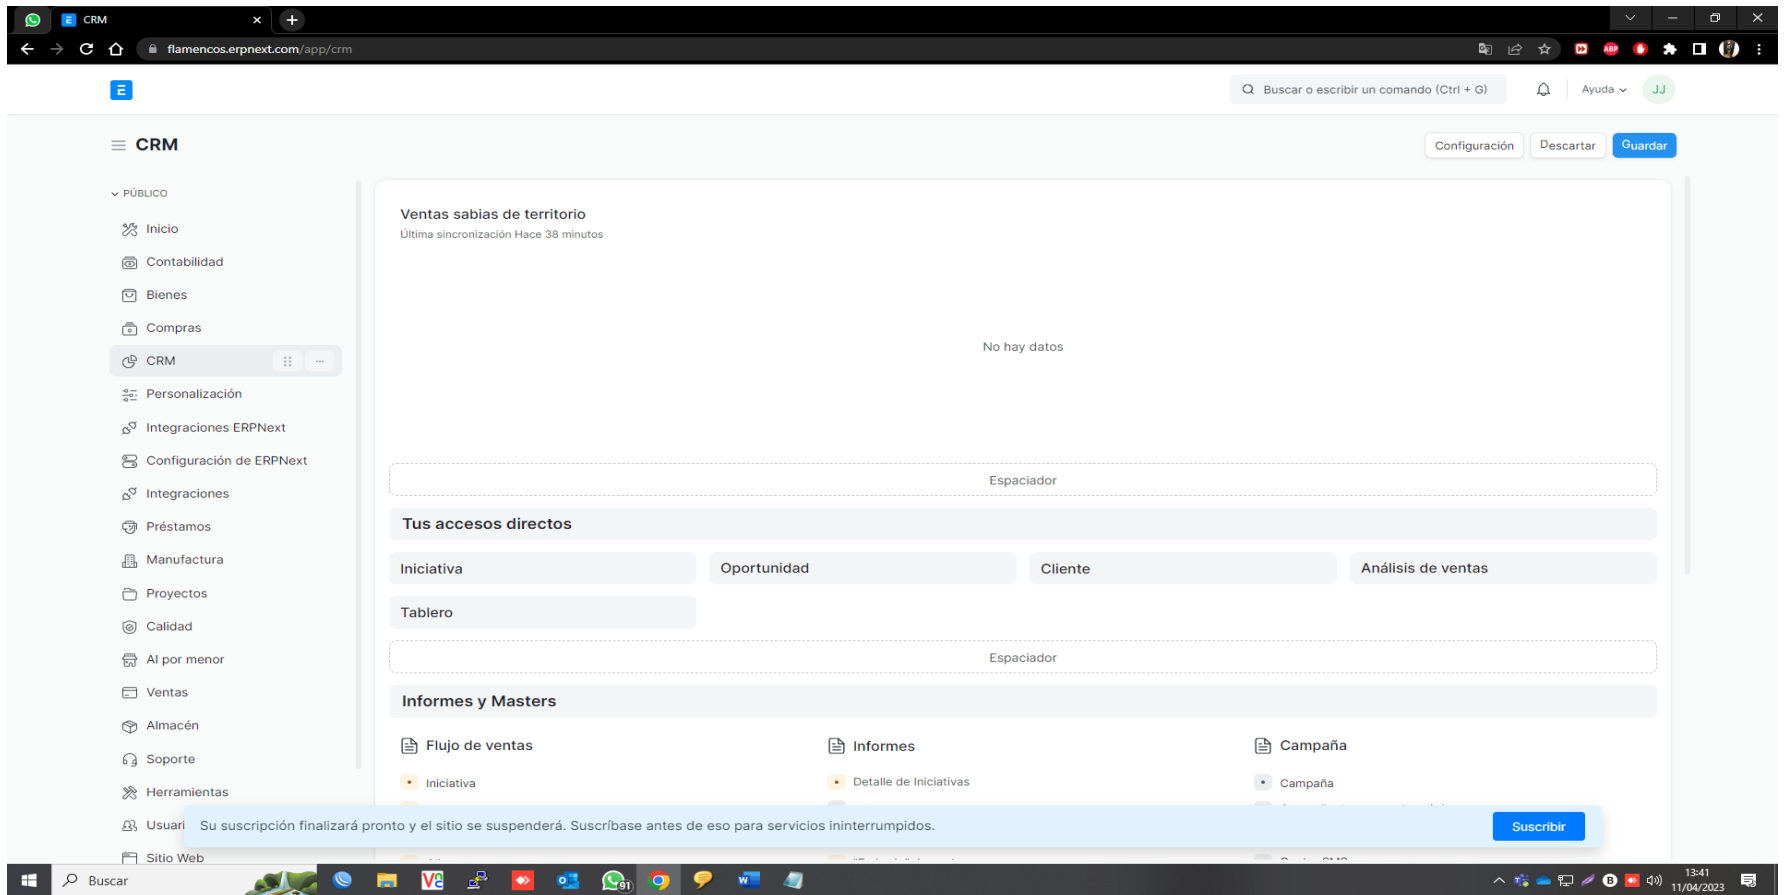 CRM
flamencos.erpnext.com/app/crm
ABP
E
Buscar o escribir un comando (Ctrl + G)
Ayuda
JJ
CRM
Configuración
Descartar
Guardar
PÚBLICO
Inicio
Contabilidad
Bienes
Compras
CRM
Personalización
Integraciones ERPNext
Configuración de ERPNext
Integraciones
Préstamos
Manufactura
Proyectos
Calidad
Al por menor
Ventas
Almacén
Soporte
Herramientas
Usuari
Sitio Web
Ventas sabias de territorio
Última sincronización Hace 38 minutos
No hay datos
Espaciador
Tus accesos directos
Iniciativa
Oportunidad
Cliente
Análisis de ventas
Tablero
Espaciador
Informes y Masters
Flujo de ventas
Informes
Campaña
Iniciativa
Detalle de Iniciativas
Campaña
Su suscripción finalizará pronto y el sitio se suspenderá. Suscríbase antes de eso para servicios ininterrumpidos.
Suscribir
Buscar
91
13:41
11/04/2023